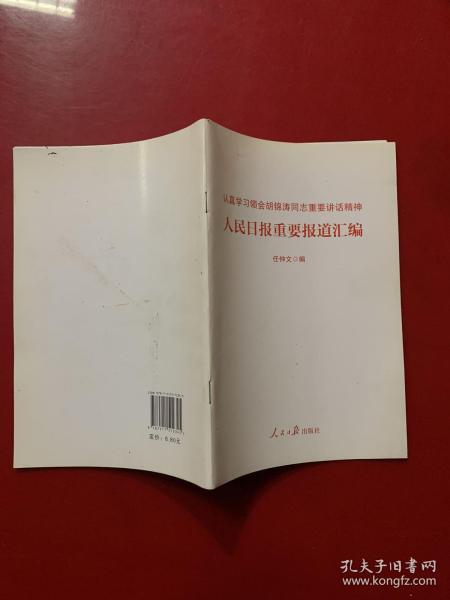 认真学习领会胡锦涛同志重要讲话精神
人民日报重要报道汇编
任仲文◎编
人民日报出版社
定价：6.80元
孔夫子旧书网
www.kongfz.com